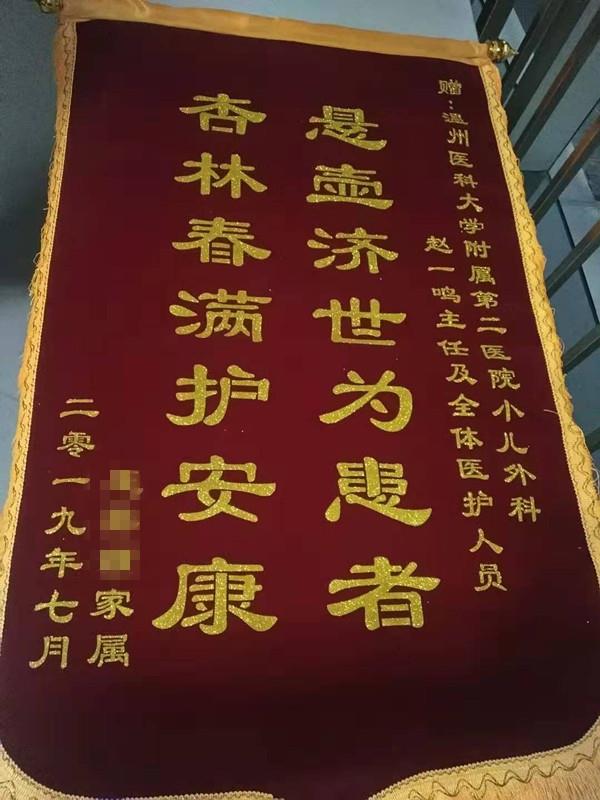 赠：温州医科大学附属第二医院小儿外科
赵一鸣主任及全体医护人员
悬壶济世为患者
杏林春满护安康
家属
二零一九年七月